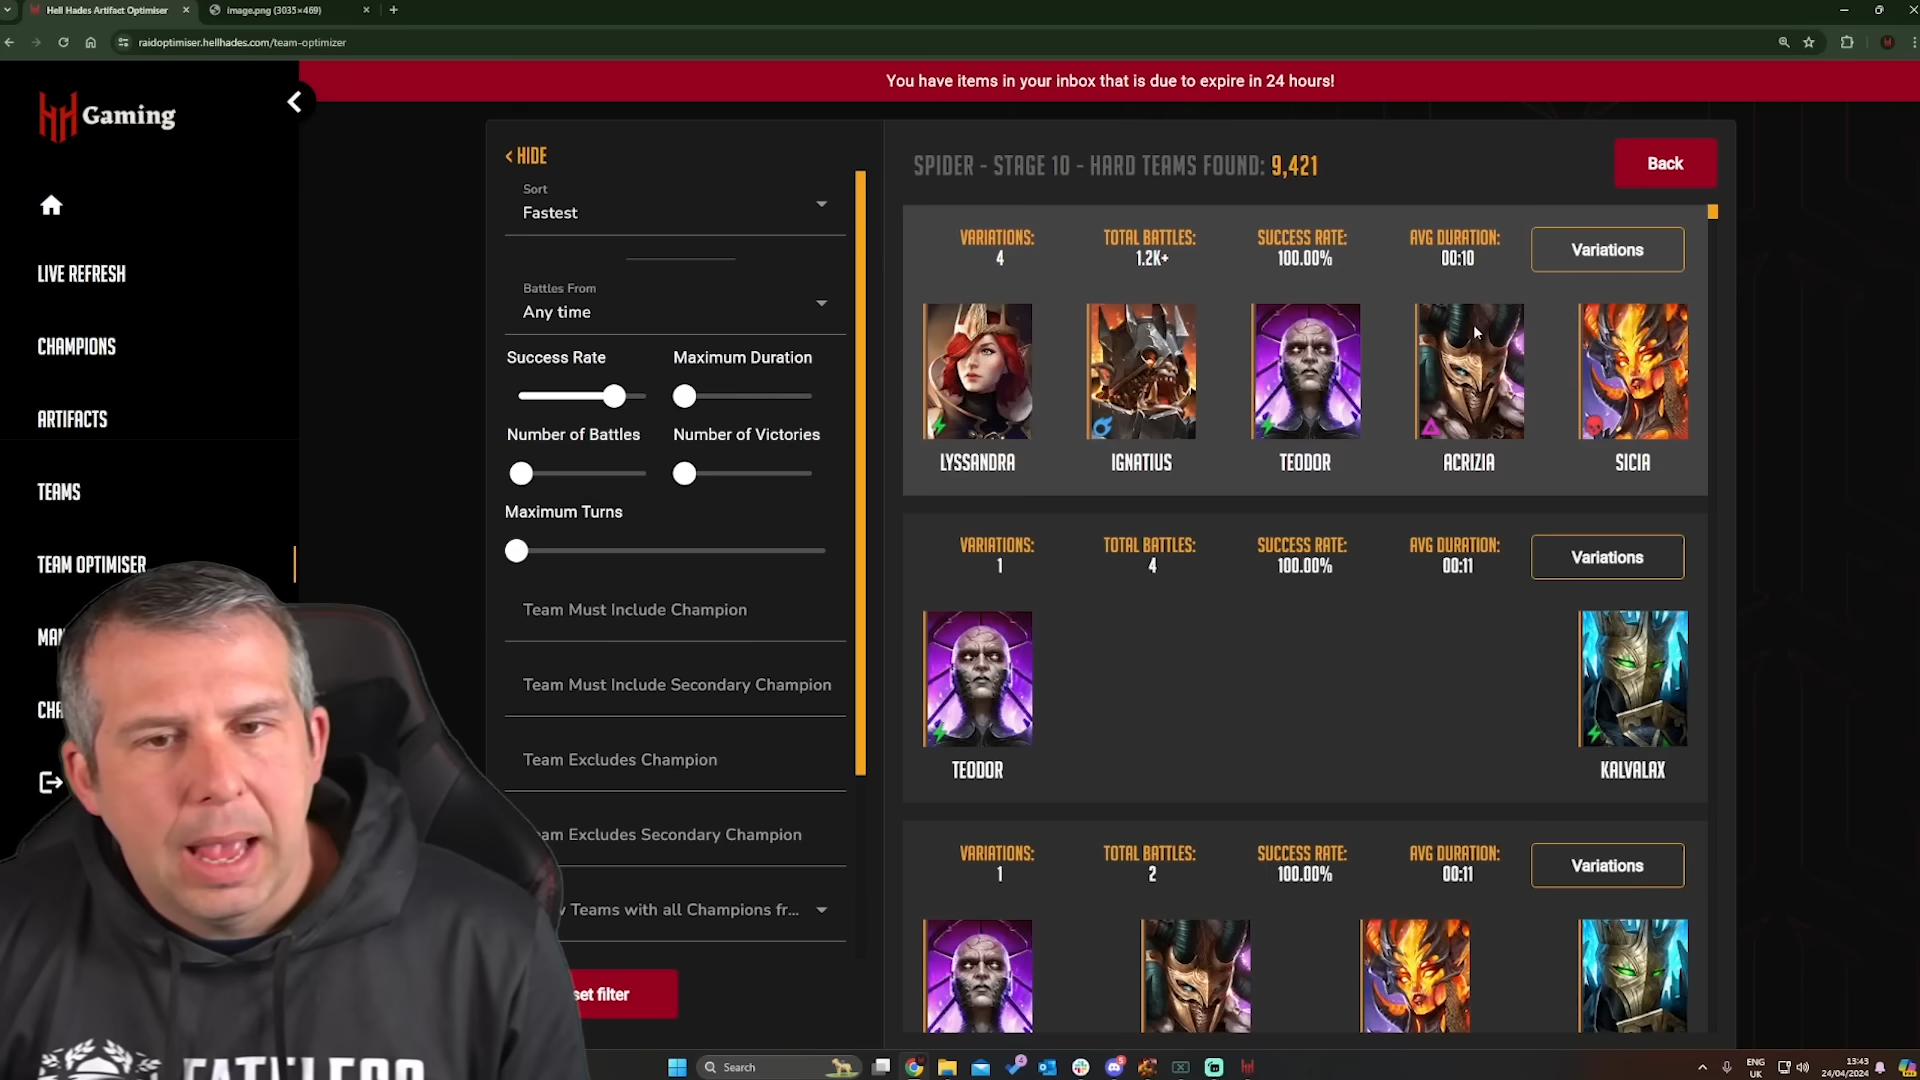 Hell Hades Artifact Optimiser
image.png (3035×469)
raidoptimiser.hellhades.com/team-optimizer
You have items in your inbox that is due to expire in 24 hours!
HH Gaming
LIVE REFRESH
CHAMPIONS
ARTIFACTS
TEAMS
TEAM OPTIMISER
< HIDE
Sort
Fastest
Battles From
Any time
Success Rate
Maximum Duration
Number of Battles
Number of Victories
Maximum Turns
Team Must Include Champion
Team Must Include Secondary Champion
Team Excludes Champion
Excludes Secondary Champion
Teams with all Champions fr...
filter
SPIDER - STAGE 10 - HARD TEAMS FOUND: 9,421
Back
VARIATIONS: TOTAL BATTLES: SUCCESS RATE: AVG DURATION:
4 1.2K+ 100.00% 00:10
Variations
LYSSANDRA IGNATIUS TEODOR ACRIZIA SICIA
VARIATIONS: TOTAL BATTLES: SUCCESS RATE: AVG DURATION:
1 4 100.00% 00:11
Variations
TEODOR KALVALAX
VARIATIONS: TOTAL BATTLES: SUCCESS RATE: AVG DURATION:
1 2 100.00% 00:11
Variations
Search
ENG
UK
13:43
24/04/2024